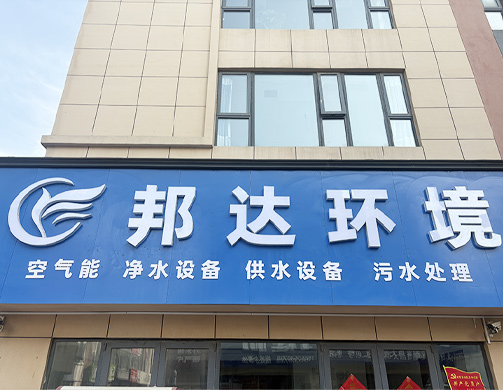 邦达环境
空气能 净水设备 供水设备 污水处理